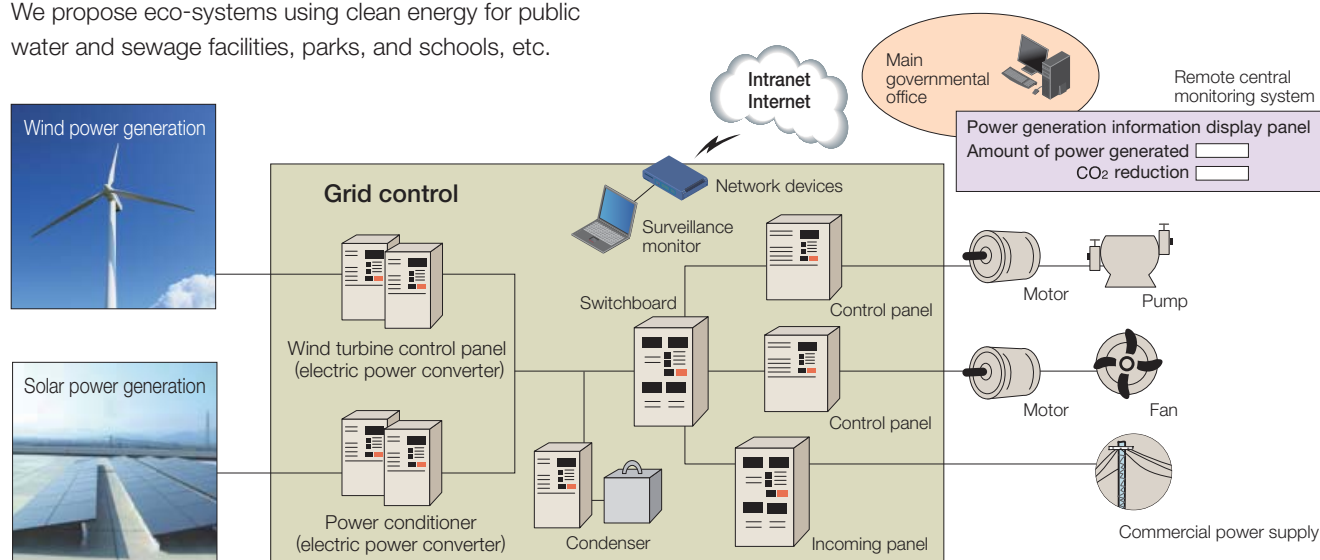 We propose eco-systems using clean energy for public
water and sewage facilities, parks, and schools, etc.
Wind power generation
Solar power generation
Grid control
Intranet
Internet
Main
governmental
office
Remote central
monitoring system
Power generation information display panel
Amount of power generated
CO2 reduction
Network devices
Surveillance
monitor
Wind turbine control panel
(electric power converter)
Power conditioner
(electric power converter)
Condenser
Switchboard
Control panel
Control panel
Incoming panel
Motor
Pump
Motor
Fan
Commercial power supply